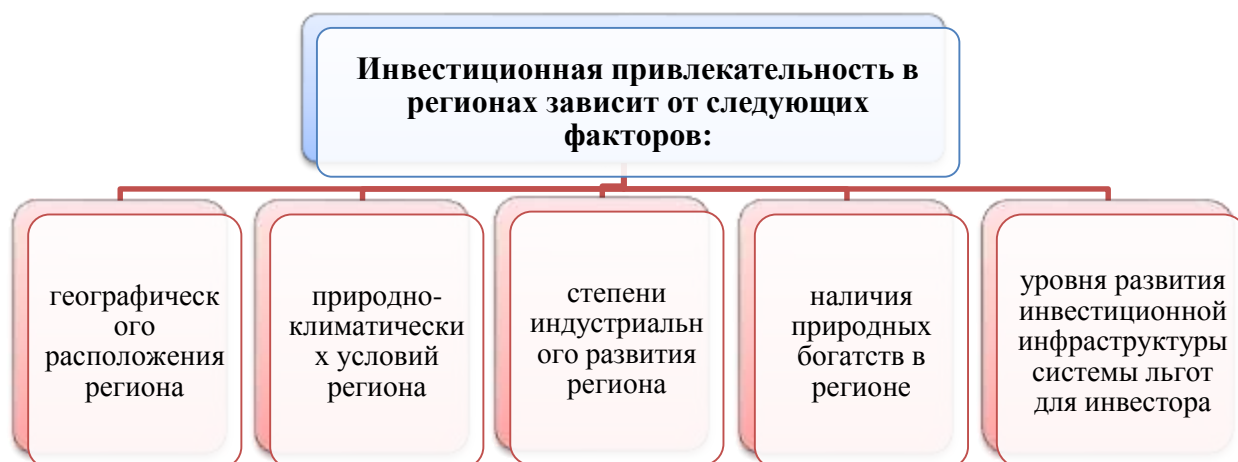 Инвестиционная привлекательность в
регионах зависит от следующих
факторов:
географическ
ого
расположения
региона
природно-
климатически
х условий
региона
степени
индустриальн
ого развития
региона
наличия
природных
богатств в
регионе
уровня развития
инвестиционной
инфраструктуры
системы льгот
для инвестора